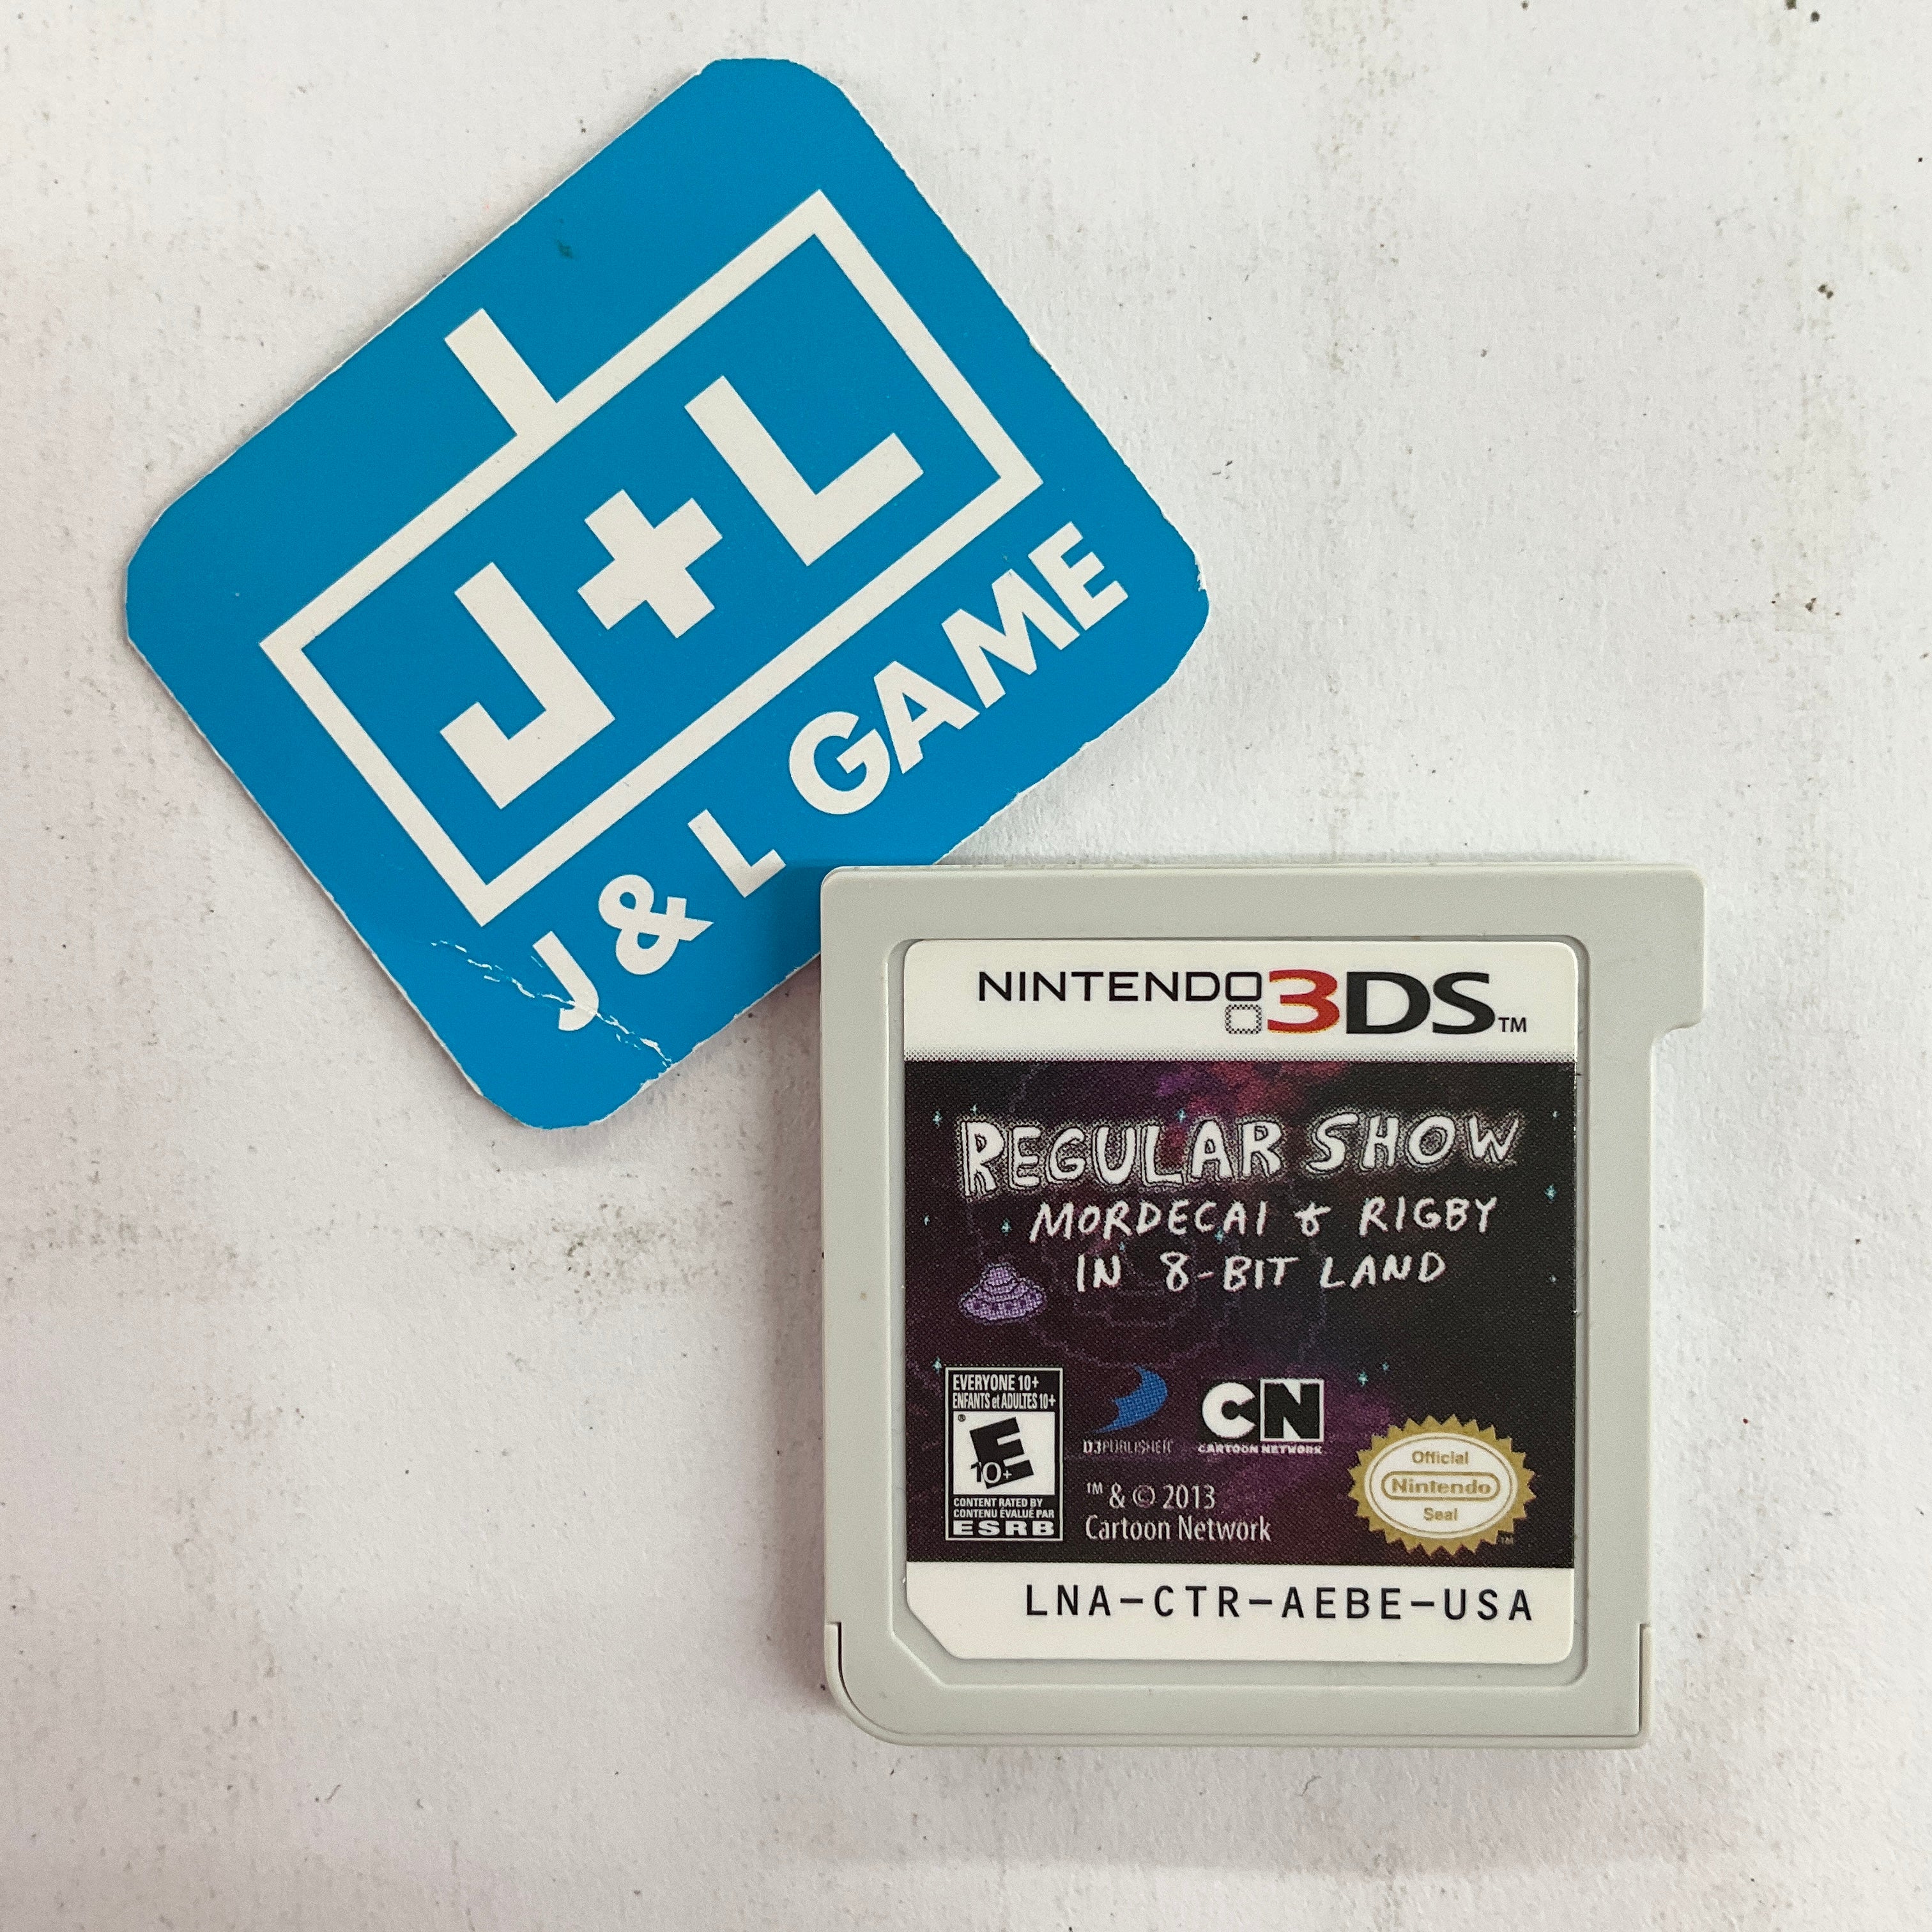 J+L
J & L GAME
NINTENDO 3DS™
REGULAR SHOW
MORDECAI & RIGBY
IN 8-BIT LAND
EVERYONE 10+
ENFANTS et ADULTES 10+
®
E
10+
CONTENT RATED BY
CONTENU ÉVALUÉ PAR
ESRB
D3PUBLISHER
CN
CARTOON NETWORK
™ & © 2013
Cartoon Network
Official
Nintendo
Seal
™
LNA-CTR-AEBE-USA